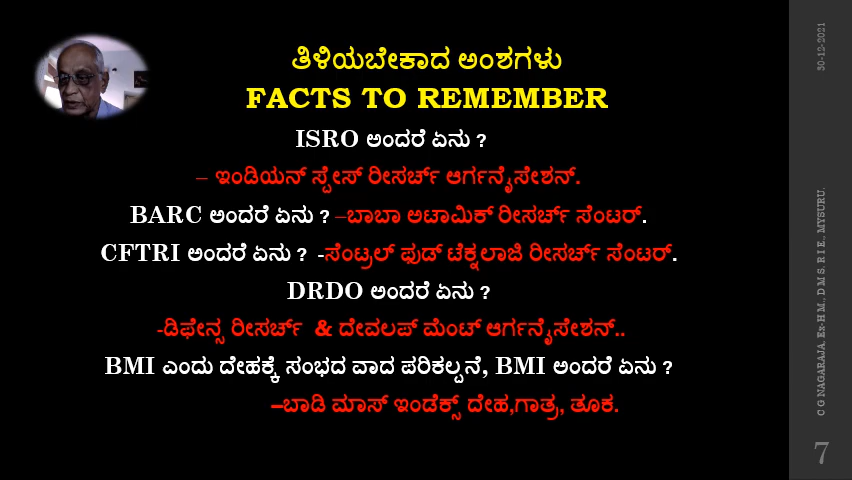 ತಿಳಿಯಬೇಕಾದ ಅಂಶಗಳು
FACTS TO REMEMBER
ISRO ಅಂದರೆ ಏನು ?
– ಇಂಡಿಯನ್ ಸ್ಪೇಸ್ ರೀಸರ್ಚ್ ಆರ್ಗನೈಸೇಶನ್.
BARC ಅಂದರೆ ಏನು ? –ಬಾಬಾ ಅಟಾಮಿಕ್ ರೀಸರ್ಚ್ ಸೆಂಟರ್.
CFTRI ಅಂದರೆ ಏನು ? -ಸೆಂಟ್ರಲ್ ಫುಡ್ ಟೆಕ್ನಲಾಜಿ ರೀಸರ್ಚ್ ಸೆಂಟರ್.
DRDO ಅಂದರೆ ಏನು ?
-ಡಿಫೇನ್ಸ ರೀಸರ್ಚ್ & ದೇವಲಪ್ ಮೆಂಟ್ ಆರ್ಗನೈಸೇಶನ್..
BMI ಎಂದು ದೇಹಕ್ಕೆ ಸಂಭದ ವಾದ ಪರಿಕಲ್ಪನೆ, BMI ಅಂದರೆ ಏನು ?
–ಬಾಡಿ ಮಾಸ್ ಇಂಡೆಕ್ಸ್ ದೇಹ,ಗಾತ್ರ, ತೂಕ.
30-12-2021
C G NAGARAJA, Ex-H M., D M S. R I E., MYSURU.
7